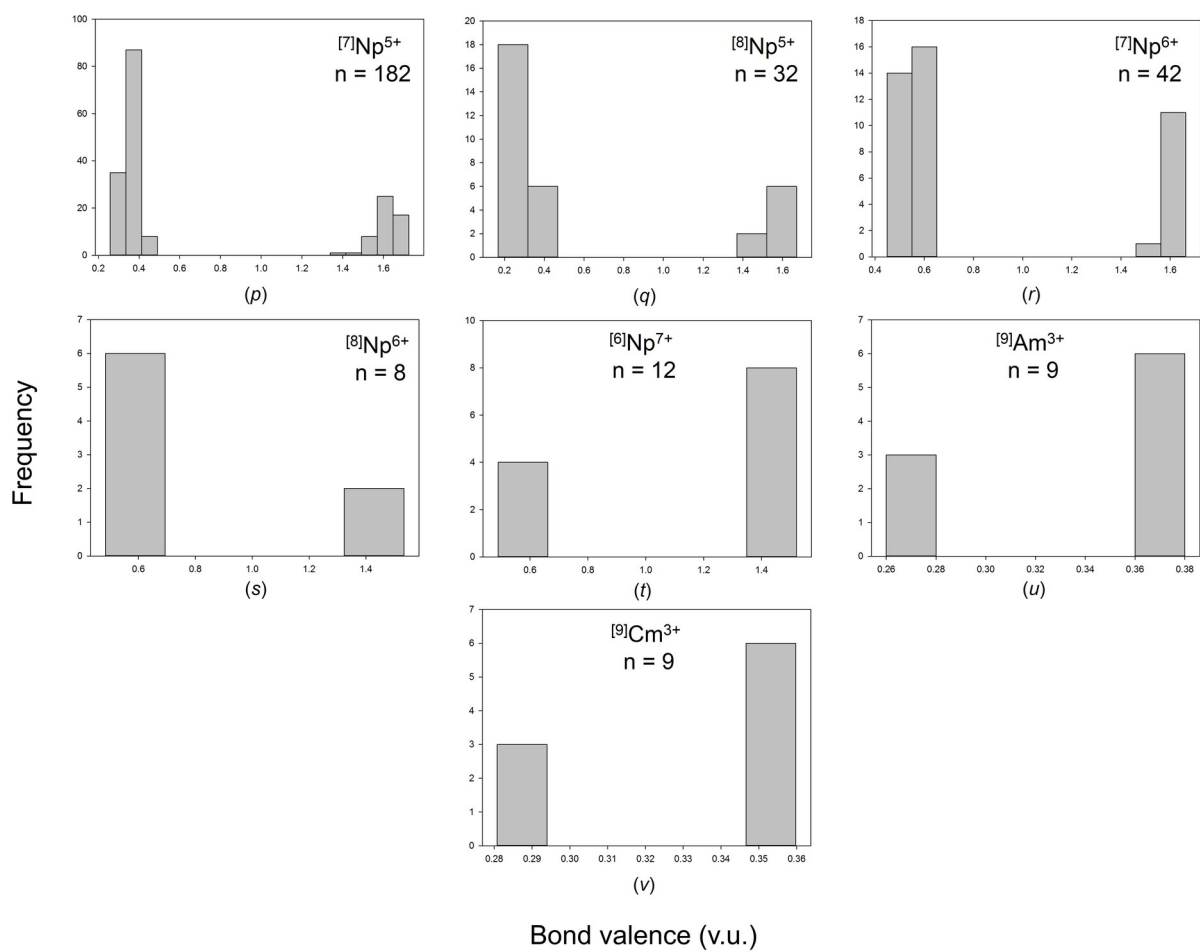 Frequency
[7]Np5+
n = 182
100
80
60
40
20
0
0.2 0.4 0.6 0.8 1.0 1.2 1.4 1.6
(p)
[8]Np5+
n = 32
20
18
16
14
12
10
8
6
4
2
0
0.2 0.4 0.6 0.8 1.0 1.2 1.4 1.6
(q)
[7]Np6+
n = 42
18
16
14
12
10
8
6
4
2
0
0.4 0.6 0.8 1.0 1.2 1.4 1.6
(r)
[8]Np6+
n = 8
7
6
5
4
3
2
1
0
0.6 0.8 1.0 1.2 1.4
(s)
[6]Np7+
n = 12
10
8
6
4
2
0
0.6 0.8 1.0 1.2 1.4
(t)
[9]Am3+
n = 9
7
6
5
4
3
2
1
0
0.26 0.28 0.30 0.32 0.34 0.36 0.38
(u)
[9]Cm3+
n = 9
7
6
5
4
3
2
1
0
0.28 0.29 0.30 0.31 0.32 0.33 0.34 0.35 0.36
(v)
Bond valence (v.u.)